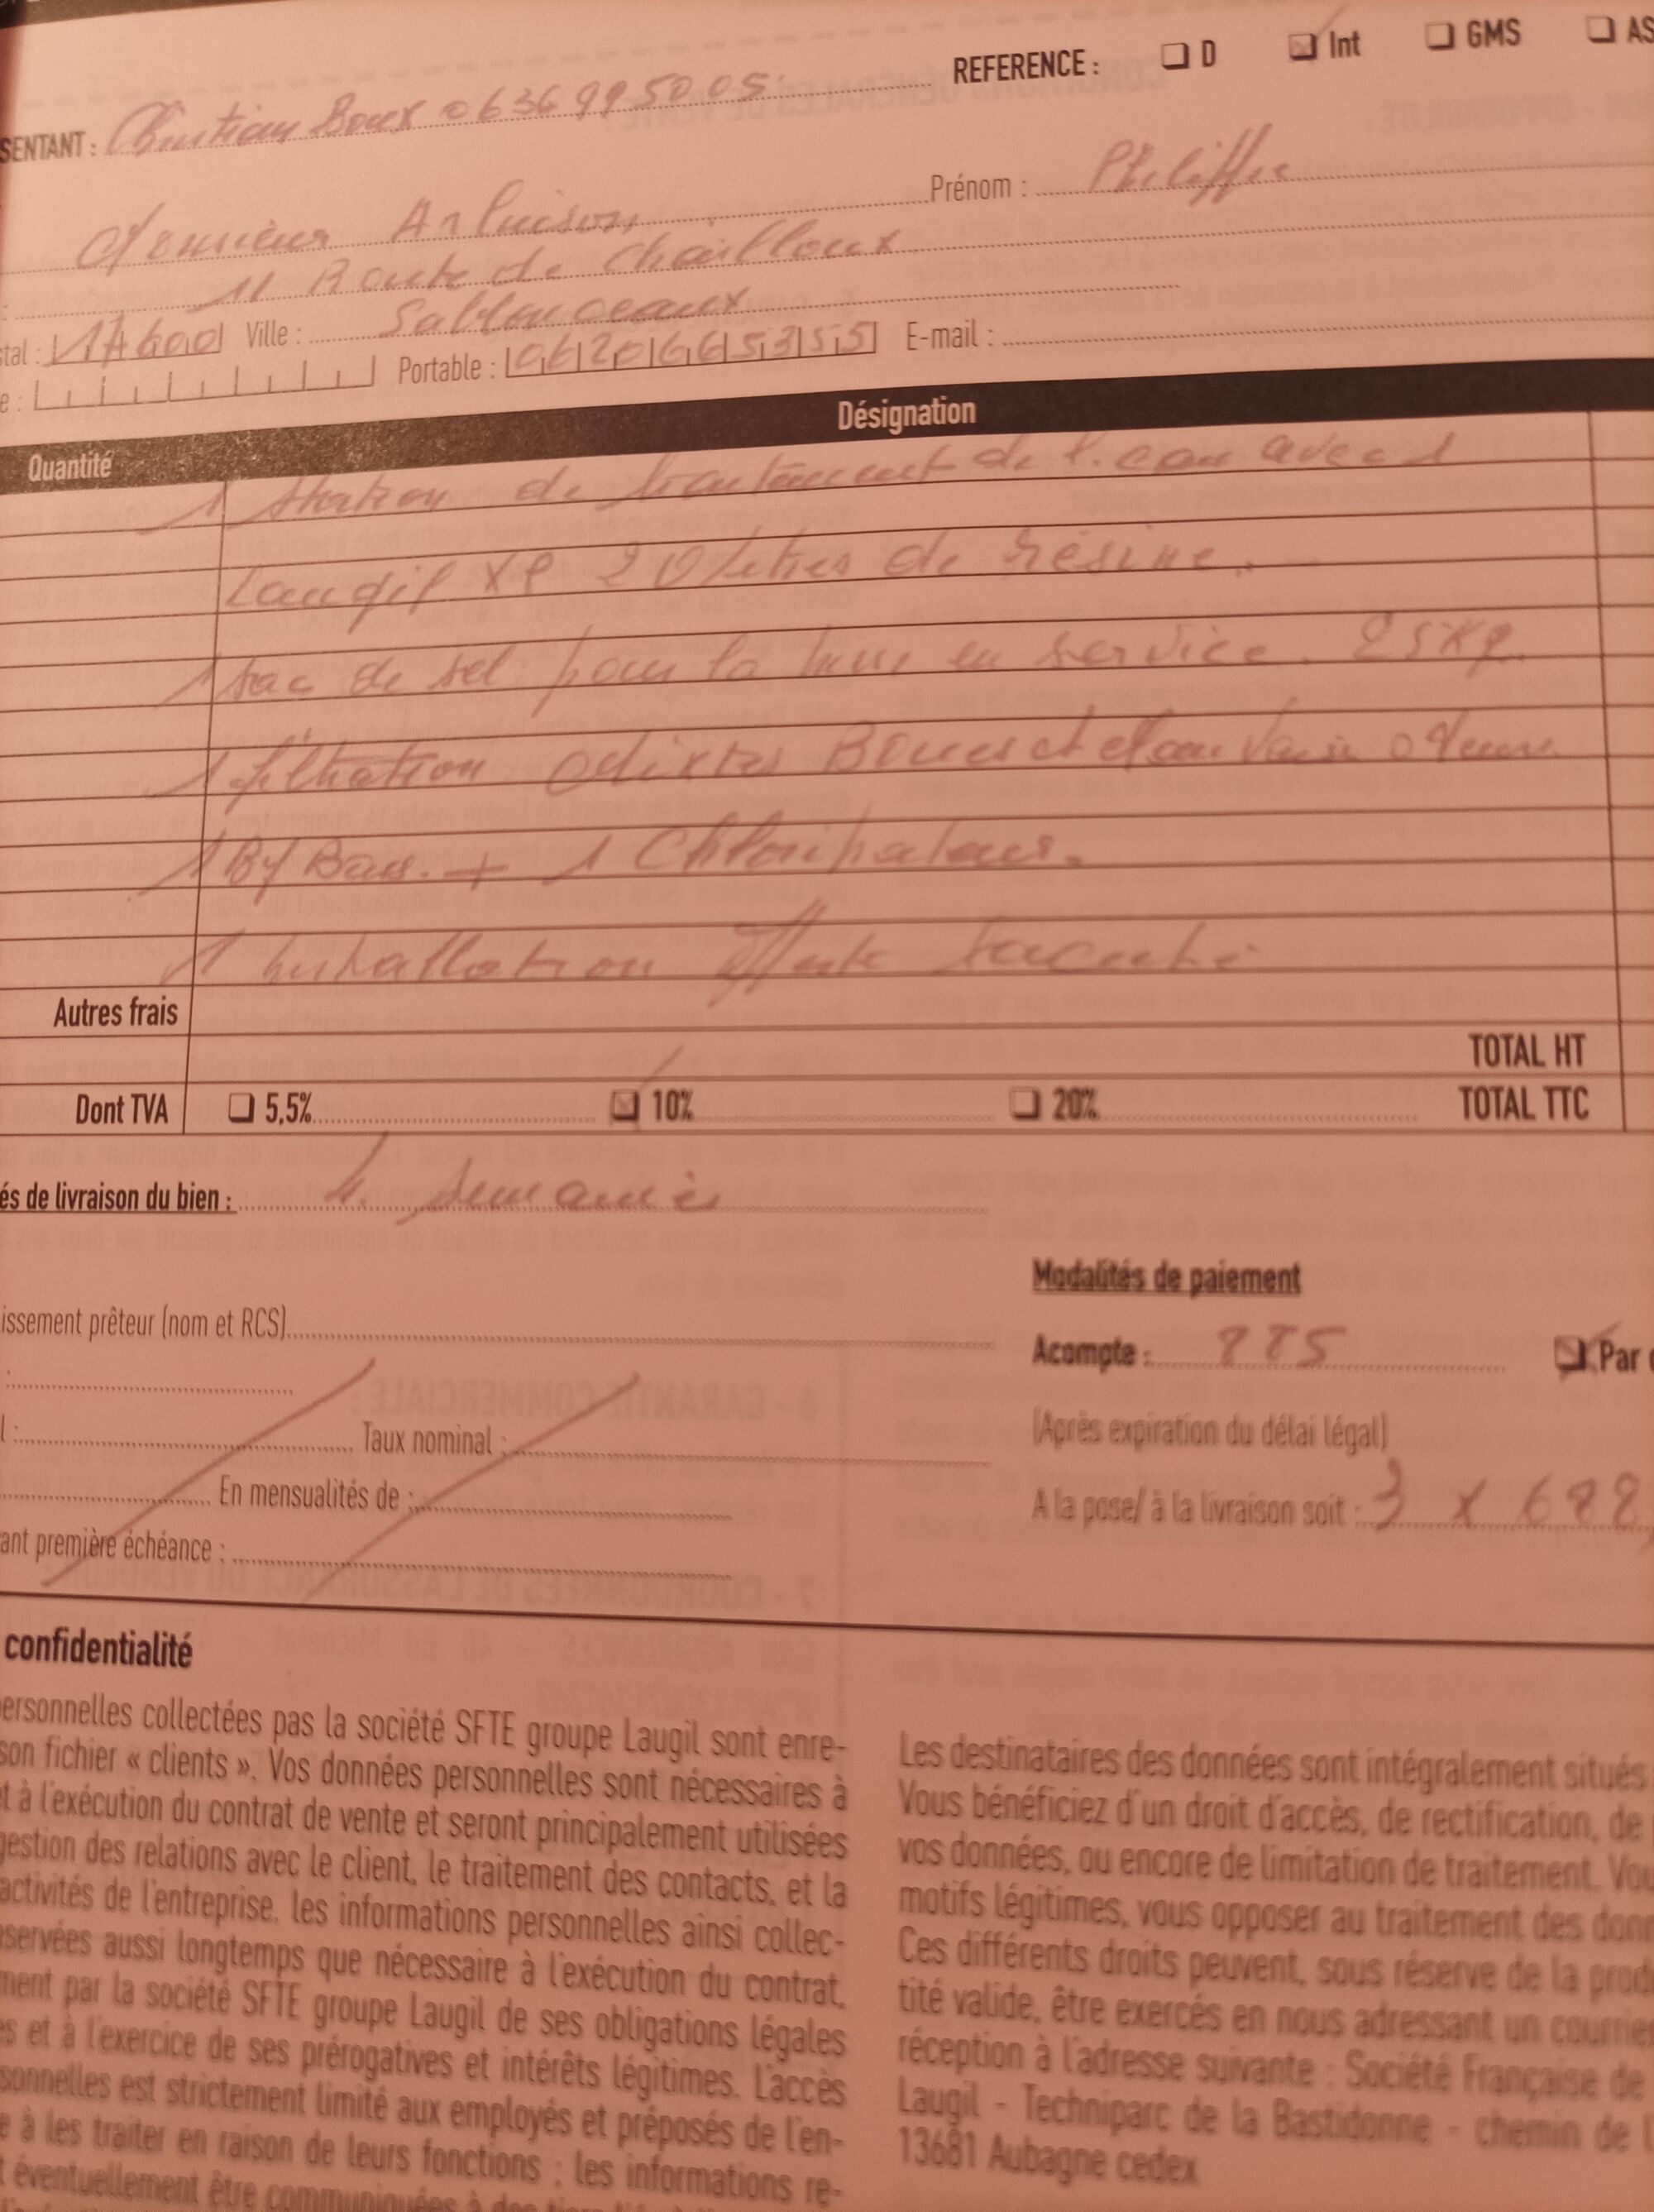 REFERENCE : ❏ D ❏ Int ❏ GMS ❏ AS
SENTANT : Christian Boux 0636995005
Monsieur Arluison Prénom : Philippe
11 Route de Chailloux
stal : 17600 Ville : Sablonceaux
e : Portable : 0620665355 E-mail :
Quantité Désignation
1 station de traitement de l'eau avec 1
Laugil XP 20 litres de résine.
1 sac de sel pour la mise en service. 25Kg.
1 filtration Mixtes Boues et Mauvaise Odeurs
1 By Bass. + 1
1 installation offerte
Autres frais
TOTAL HT
Dont TVA ❏ 5,5% ❏ 10% ❏ 20% TOTAL TTC
és de livraison du bien : 4. Semaines
Modalités de paiement
issement prêteur (nom et RCS)
Acompte : 885 ❏ Par
:
(Après expiration du délai légal)
l : Taux nominal :
En mensualités de :
A la pose/ à la livraison soit : 3 x 688,
ant première échéance :
confidentialité
ersonnelles collectées pas la société SFTE groupe Laugil sont enre-
son fichier « clients ». Vos données personnelles sont nécessaires à
t à l'exécution du contrat de vente et seront principalement utilisées
gestion des relations avec le client, le traitement des contacts, et la
activités de l'entreprise. les informations personnelles ainsi collec-
servées aussi longtemps que nécessaire à l'exécution du contrat,
ment par la société SFTE groupe Laugil de ses obligations légales
s et à l'exercice de ses prérogatives et intérêts légitimes. L'accès
sonnelles est strictement limité aux employés et préposés de l'en-
e à les traiter en raison de leurs fonctions ; les informations re-
t éventuellement être communiquées à des
Les destinataires des données sont intégralement situés
Vous bénéficiez d'un droit d'accès, de rectification, de
vos données, ou encore de limitation de traitement. Vou
motifs légitimes, vous opposer au traitement des donn
Ces différents droits peuvent, sous réserve de la prod
tité valide, être exercés en nous adressant un courrier
réception à l'adresse suivante : Société Française de
Laugil - Techniparc de la Bastidonne - chemin de l
13681 Aubagne cedex